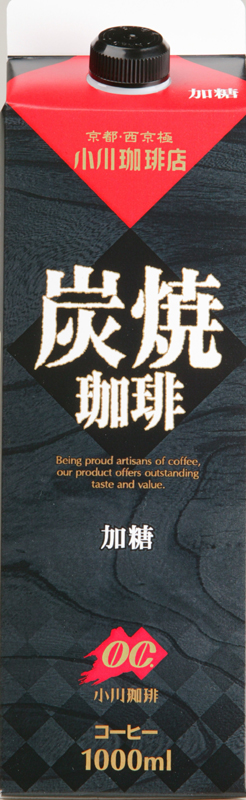 加糖
京都・西京極
小川珈琲店
炭焼
珈琲
Being proud artisans of coffee,
our product offers outstanding
taste and value.
加糖
OC.
小川珈琲
コーヒー
1000ml